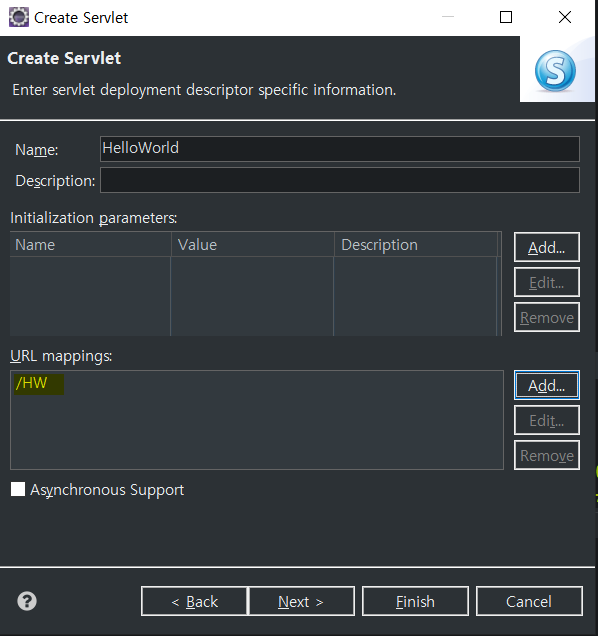 Create Servlet
Create Servlet
Enter servlet deployment descriptor specific information.
Name: HelloWorld
Description:
Initialization parameters:
Name Value Description
Add...
Edit...
Remove
URL mappings:
/HW
Add...
Edit...
Remove
Asynchronous Support
< Back Next > Finish Cancel